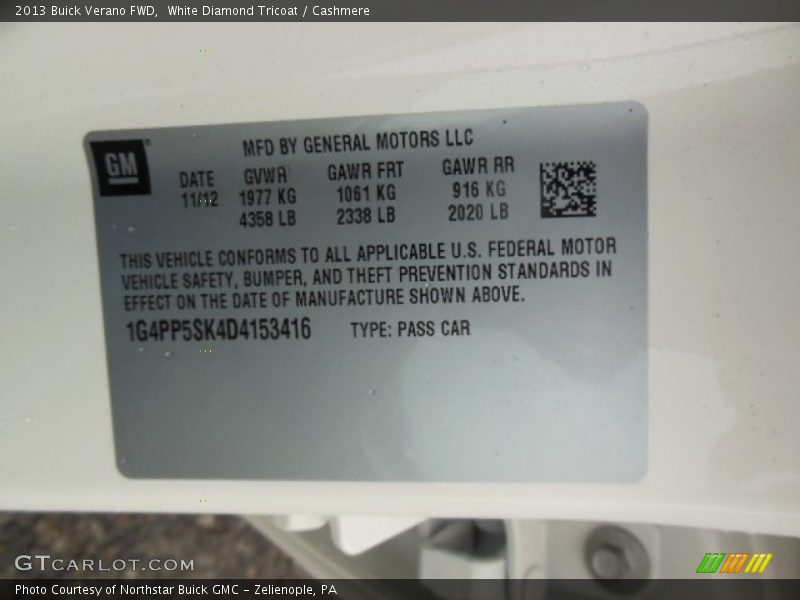 2013 Buick Verano FWD,  White Diamond Tricoat / Cashmere
GM
MFD BY GENERAL MOTORS LLC
DATE GVWR GAWR FRT GAWR RR
11/12 1977 KG 1061 KG 916 KG
4358 LB 2338 LB 2020 LB
THIS VEHICLE CONFORMS TO ALL APPLICABLE U.S. FEDERAL MOTOR
VEHICLE SAFETY, BUMPER, AND THEFT PREVENTION STANDARDS IN
EFFECT ON THE DATE OF MANUFACTURE SHOWN ABOVE.
1G4PP5SK4D4153416 TYPE: PASS CAR
GTCARLOT.COM
Photo Courtesy of Northstar Buick GMC - Zelienople, PA